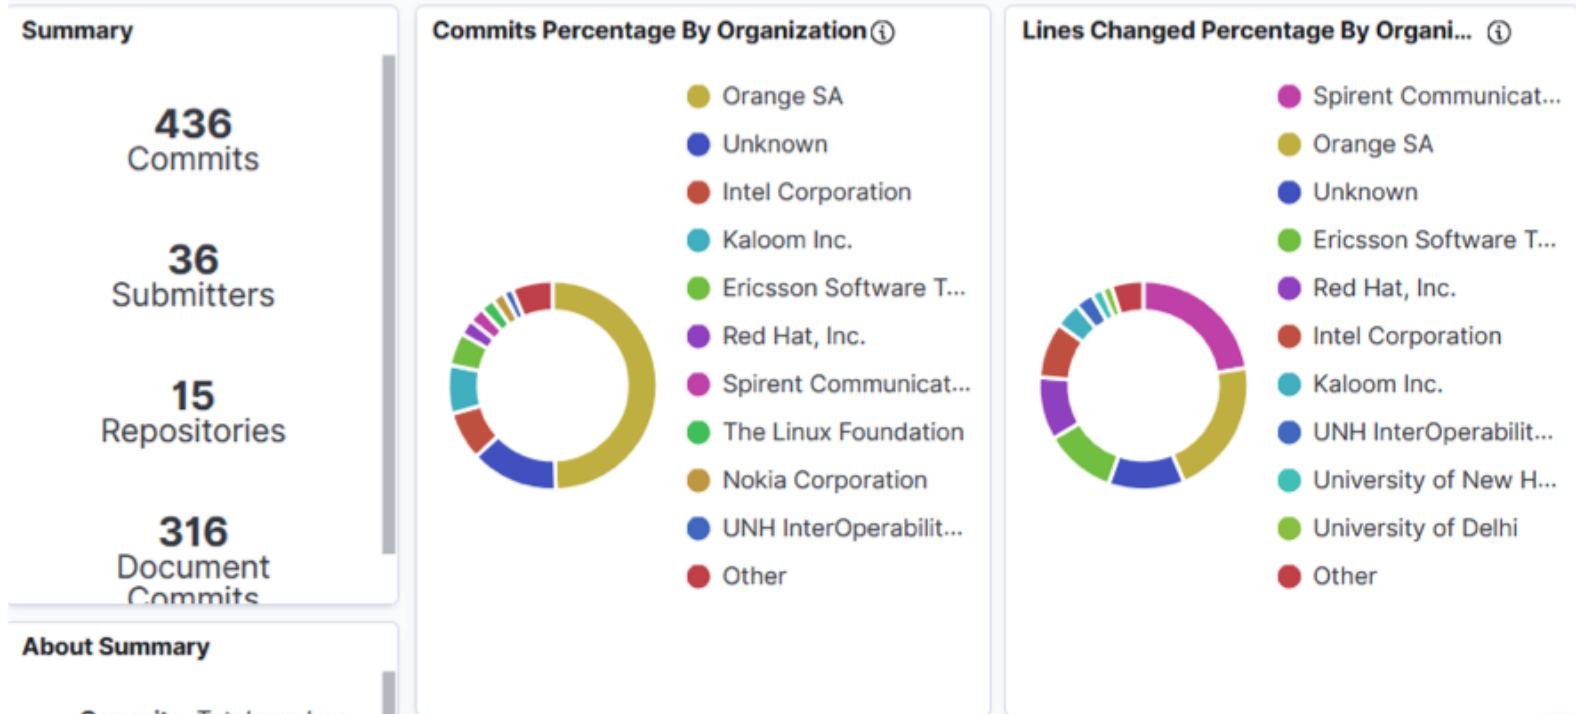 Summary
436
Commits
36
Submitters
15
Repositories
316
Document
Commits
About Summary
Commits Percentage By Organization
Orange SA
Unknown
Intel Corporation
Kaloom Inc.
Ericsson Software T...
Red Hat, Inc.
Spirent Communicat...
The Linux Foundation
Nokia Corporation
UNH InterOperabilit...
Other
Lines Changed Percentage By Organi...
Spirent Communicat...
Orange SA
Unknown
Ericsson Software T...
Red Hat, Inc.
Intel Corporation
Kaloom Inc.
UNH InterOperabilit...
University of New H...
University of Delhi
Other